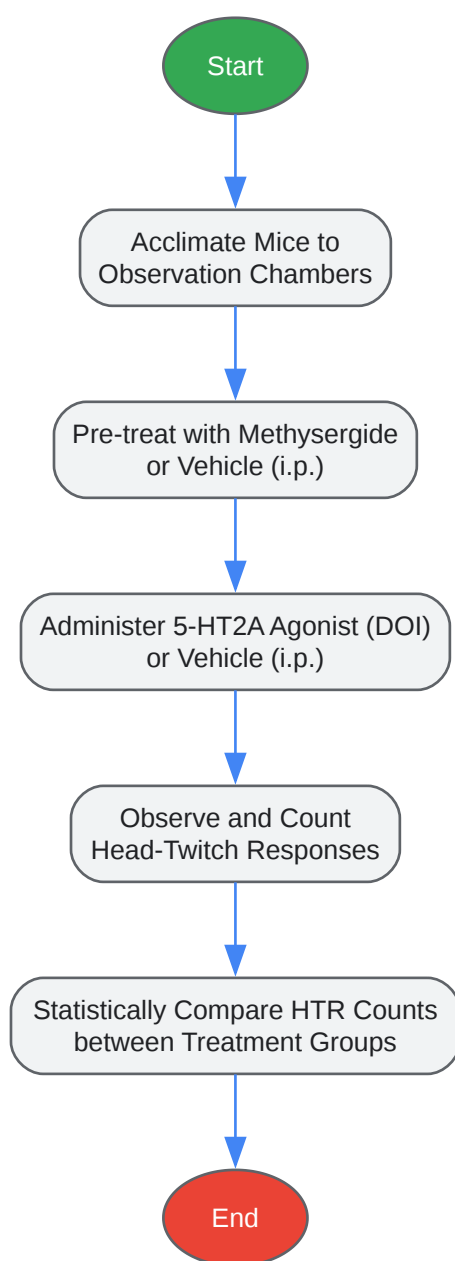 Start
Acclimate Mice to
Observation Chambers
Pre-treat with Methysergide
or Vehicle (i.p.)
Administer 5-HT2A Agonist (DOI)
or Vehicle (i.p.)
Observe and Count
Head-Twitch Responses
Statistically Compare HTR Counts
between Treatment Groups
End